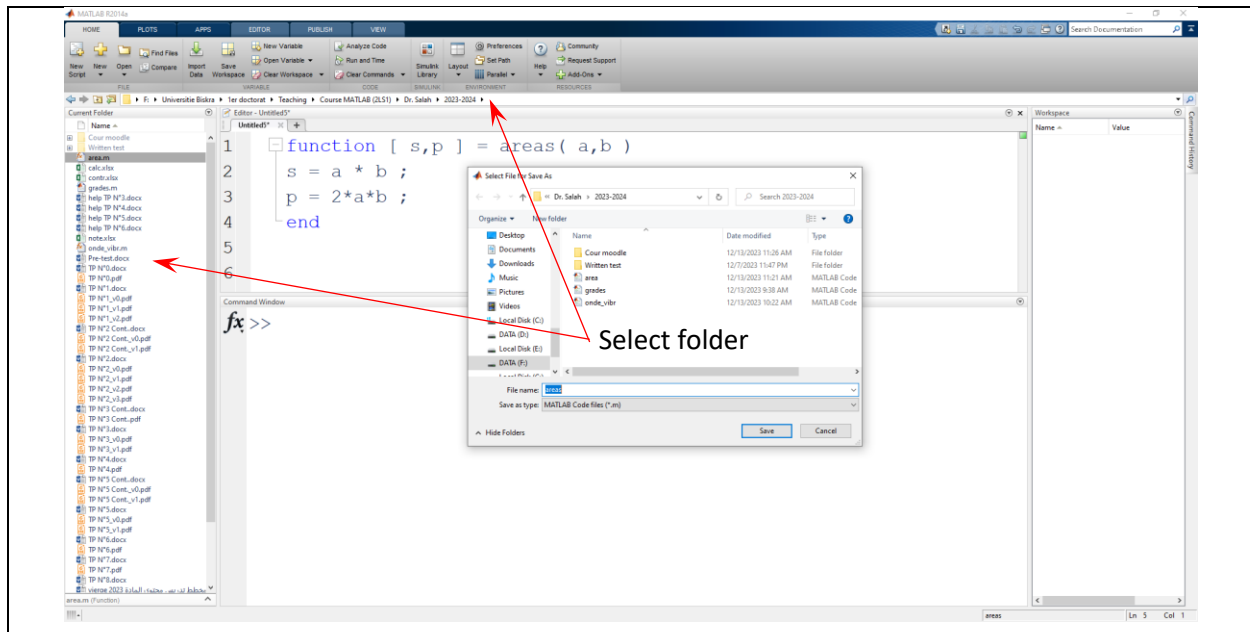 MATLAB R2014a
HOME PLOTS APPS EDITOR PUBLISH VIEW
Search Documentation
New Script
New
Open
Find Files
Compare
Import Data
Save Workspace
New Variable
Open Variable
Clear Workspace
Analyze Code
Run and Time
Clear Commands
Simulink Library
Layout
Preferences
Set Path
Parallel
Help
Community
Request Support
Add-Ons
FILE VARIABLE CODE SIMULINK ENVIRONMENT RESOURCES
F: Universitie Biskra 1er doctorat Teaching Course MATLAB (2LS1) Dr. Salah 2023-2024
Current Folder
Name
Cour moodle
Written test
area.m
calc.xlsx
contr.xlsx
grades.m
help TP N°3.docx
help TP N°4.docx
help TP N°5.docx
help TP N°6.docx
note.xlsx
onde_vibr.m
Pre-test.docx
TP N°0.docx
TP N°0.pdf
TP N°1.docx
TP N°1_v0.pdf
TP N°1_v1.pdf
TP N°1_v2.pdf
TP N°2 Cont..docx
TP N°2 Cont._v0.pdf
TP N°2 Cont._v1.pdf
TP N°2.docx
TP N°2_v0.pdf
TP N°2_v1.pdf
TP N°2_v2.pdf
TP N°2_v3.pdf
TP N°3 Cont..docx
TP N°3 Cont..pdf
TP N°3.docx
TP N°3_v0.pdf
TP N°3_v1.pdf
TP N°4.docx
TP N°4.pdf
TP N°5 Cont..docx
TP N°5 Cont._v0.pdf
TP N°5 Cont._v1.pdf
TP N°5.docx
TP N°5_v0.pdf
TP N°5_v1.pdf
TP N°6.docx
TP N°6.pdf
TP N°7.docx
TP N°7.pdf
TP N°8.docx
vierge 2023
area.m (Function)
Editor - Untitled5*
Untitled5*
1 function [ s,p ] = areas( a,b )
2 s = a * b ;
3 p = 2*a*b ;
4 end
5
6
Command Window
fx >>
Select File for Save As
Dr. Salah 2023-2024
Search 2023-2024
Organize New folder
Desktop
Documents
Downloads
Music
Pictures
Videos
Local Disk (C:)
DATA (D:)
Local Disk (E:)
DATA (F:)
Name Date modified Type
Cour moodle 12/13/2023 11:26 AM File folder
Written test 12/7/2023 11:47 PM File folder
area 12/13/2023 11:21 AM MATLAB Code
grades 12/13/2023 9:38 AM MATLAB Code
onde_vibr 12/13/2023 10:22 AM MATLAB Code
Select folder
File name: areas
Save as type: MATLAB Code files (*.m)
Hide Folders
Save Cancel
Workspace
Name Value
Command History
areas Ln 5 Col 1